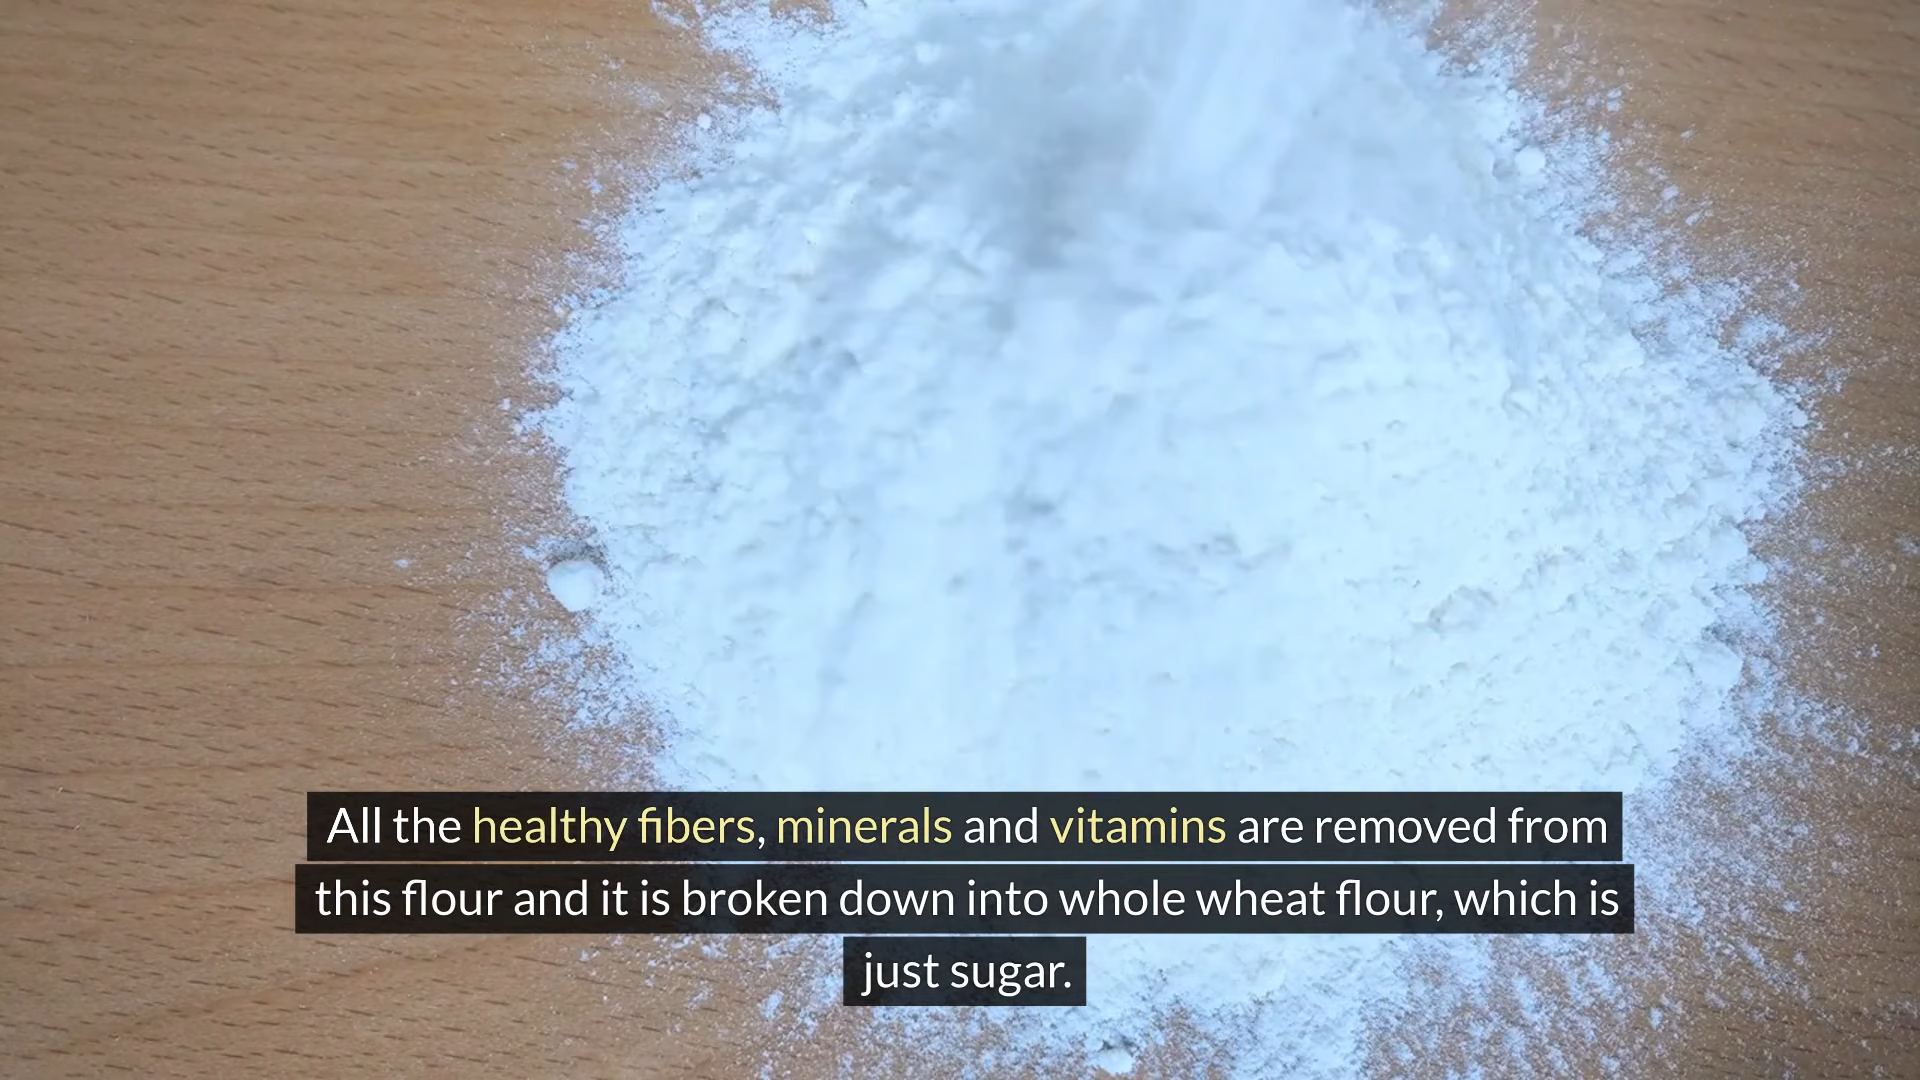 All the healthy fibers, minerals and vitamins are removed from
this flour and it is broken down into whole wheat flour, which is
just sugar.